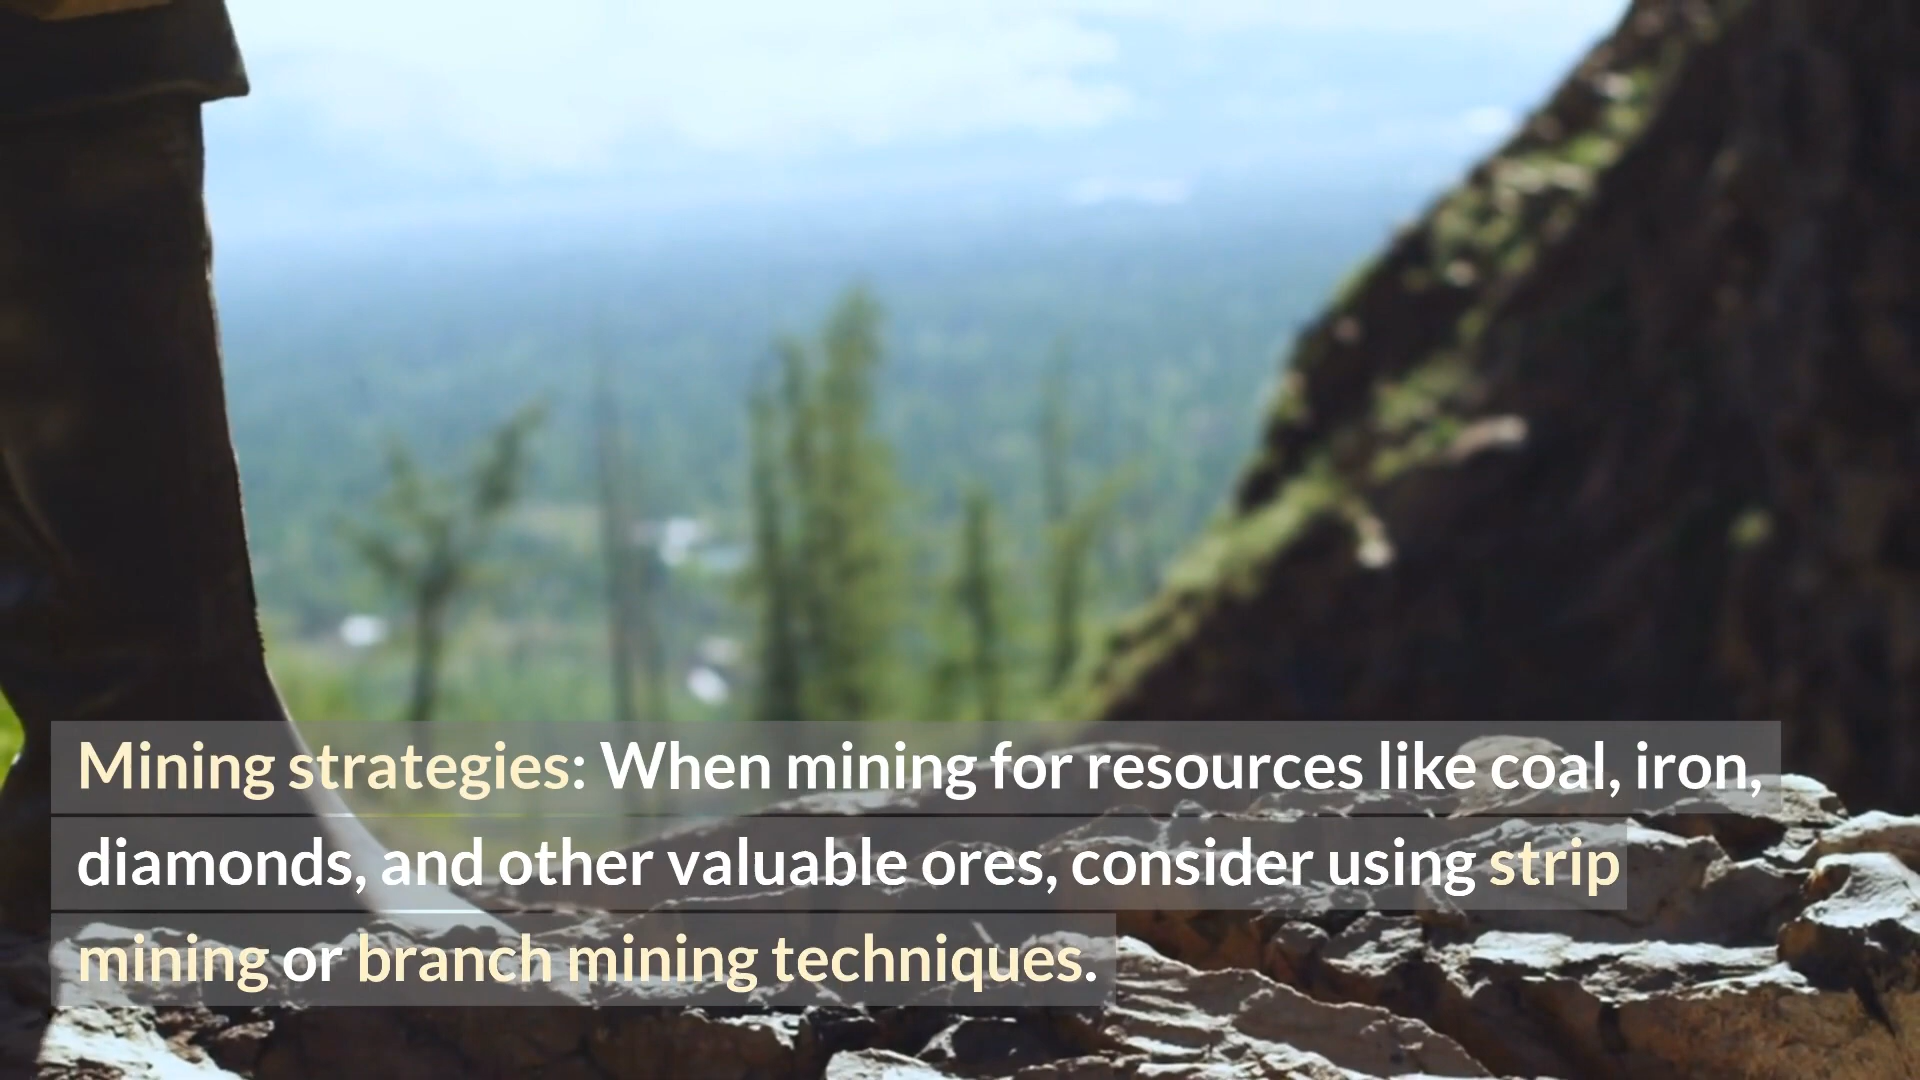 Mining strategies: When mining for resources like coal, iron,
diamonds, and other valuable ores, consider using strip
mining or branch mining techniques.